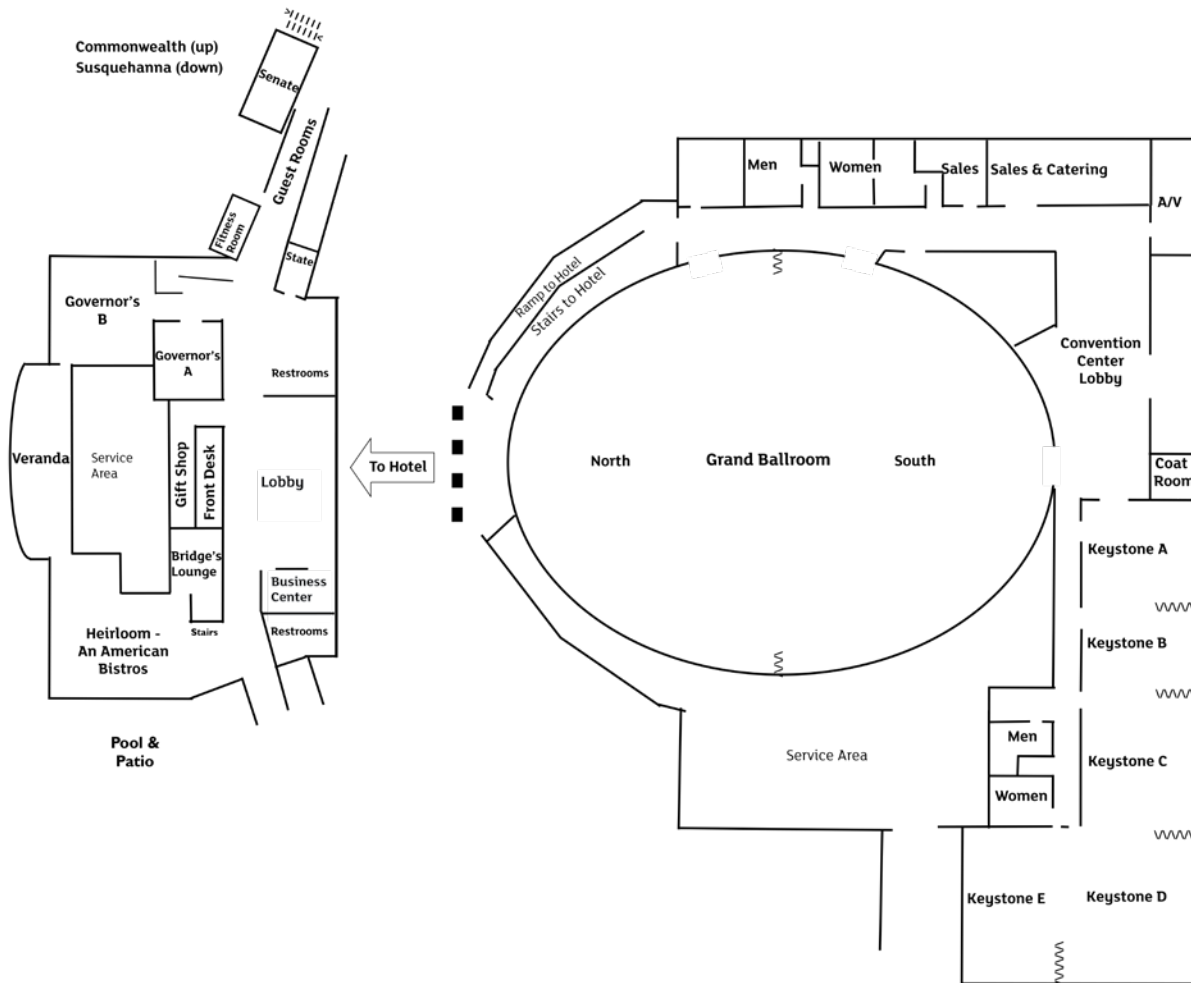 Commonwealth (up)
Susquehanna (down)
Senate
Guest Rooms
Fitness
Room
State
Governor's
B
Governor's
A
Restrooms
Veranda
Service
Area
Gift Shop
Front Desk
Lobby
Bridge's
Lounge
Business
Center
Stairs
Restrooms
Heirloom -
An American
Bistros
Pool &
Patio
To Hotel
Ramp to Hotel
Stairs to Hotel
Men
Women
Sales
Sales & Catering
A/V
Convention
Center
Lobby
North
Grand Ballroom
South
Coat
Room
Keystone A
Keystone B
Men
Keystone C
Service Area
Women
Keystone E
Keystone D